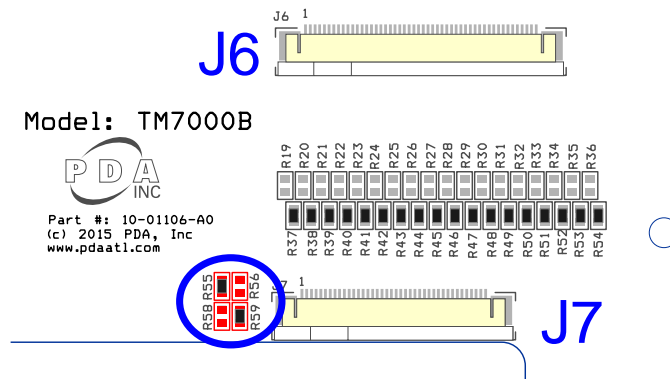 J6 1
J6
Model: TM7000B
PDA
INC
Part #: 10-01106-A0
(c) 2015 PDA, Inc
www.pdaatl.com
R19 R20 R21 R22 R23 R24 R25 R26 R27 R28 R29 R30 R31 R32 R33 R34 R35 R36
R37 R38 R39 R40 R41 R42 R43 R44 R45 R46 R47 R48 R49 R50 R51 R52 R53 R54
R55 R56
R58 R59
1
J7